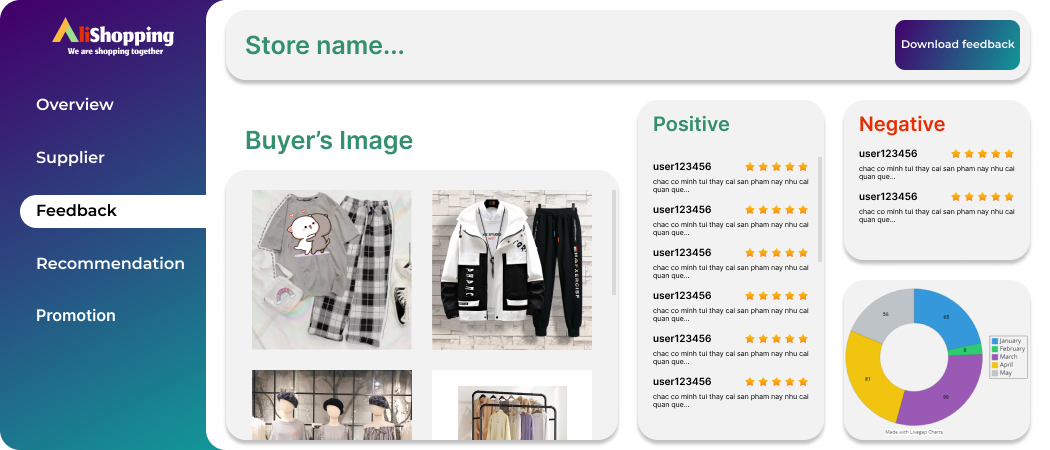 AliShopping
We are shopping together
Overview
Supplier
Feedback
Recommendation
Promotion
Store name...
Download feedback
Buyer's Image
Positive
user123456
chac co minh tui thay cai san pham nay nhu cai
quan que...
user123456
chac co minh tui thay cai san pham nay nhu cai
quan que...
user123456
chac co minh tui thay cai san pham nay nhu cai
quan que...
user123456
chac co minh tui thay cai san pham nay nhu cai
quan que...
user123456
chac co minh tui thay cai san pham nay nhu cai
quan que...
user123456
chac co minh tui thay cai san pham nay nhu cai
quan que...
Negative
user123456
chac co minh tui thay cai san pham nay nhu cai
quan que...
user123456
chac co minh tui thay cai san pham nay nhu cai
quan que...
56
65
8
81
99
January
February
March
April
May
Made with Livegap Charts